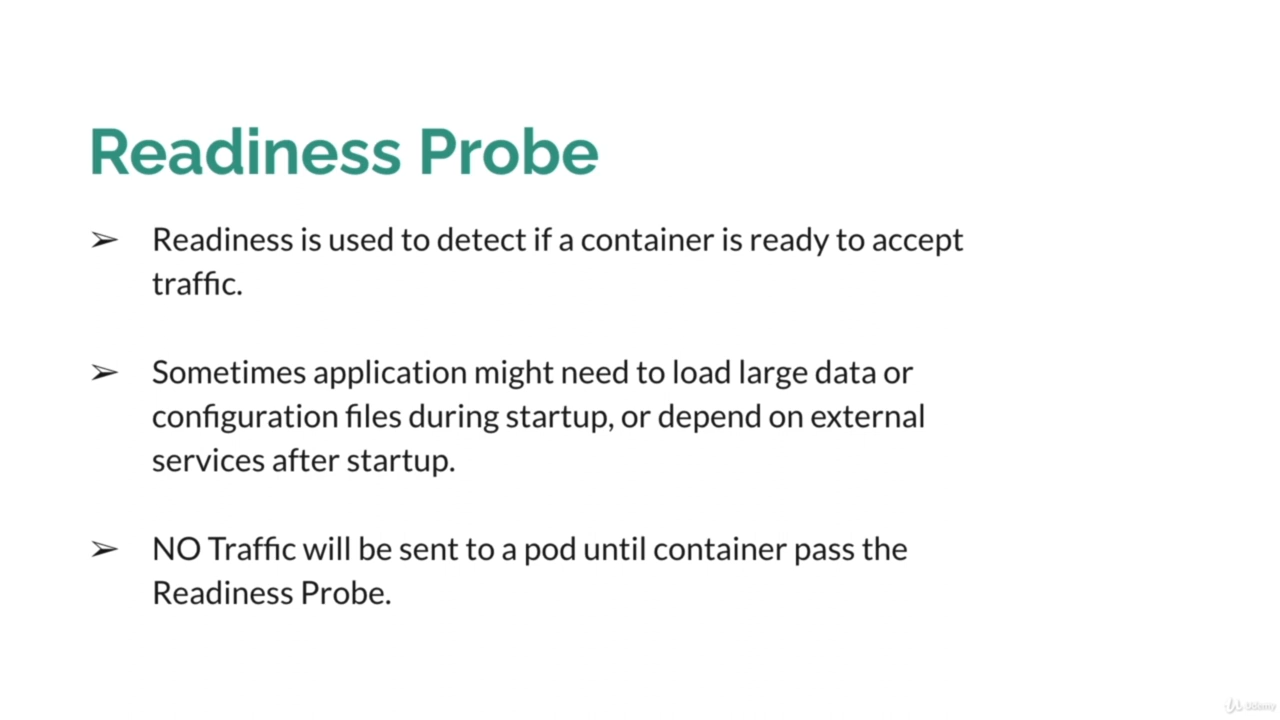 Readiness Probe
➢ Readiness is used to detect if a container is ready to accept
traffic.
➢ Sometimes application might need to load large data or
configuration files during startup, or depend on external
services after startup.
➢ NO Traffic will be sent to a pod until container pass the
Readiness Probe.
Udemy